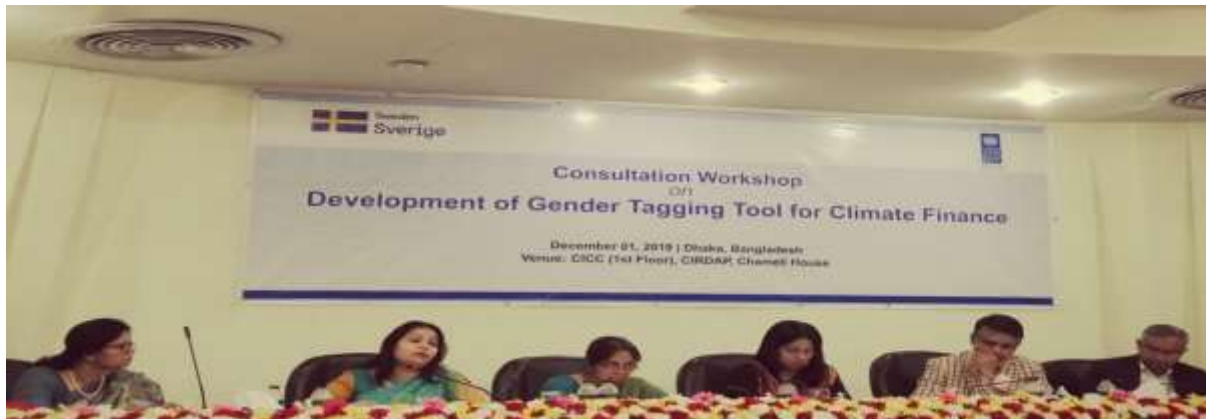 Sweden
Sverige
Consultation Workshop
on
Development of Gender Tagging Tool for Climate Finance
December 01, 2019 | Dhaka, Bangladesh
Venue: CICC (1st Floor), CIRDAP, Chameli House